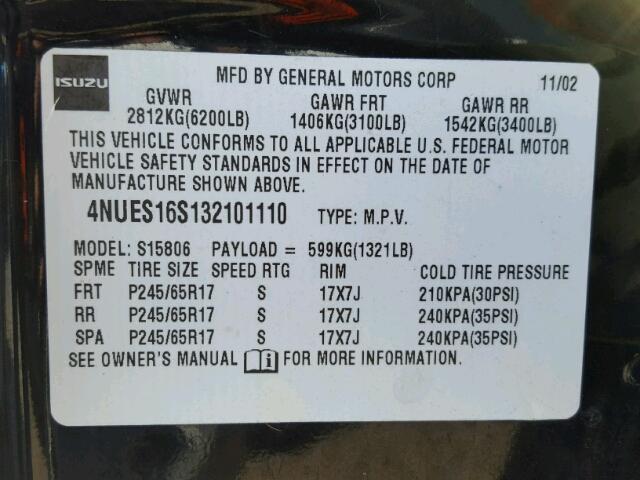 ISUZU MFD BY GENERAL MOTORS CORP 11/02
GVWR GAWR FRT GAWR RR
2812KG(6200LB) 1406KG(3100LB) 1542KG(3400LB)
THIS VEHICLE CONFORMS TO ALL APPLICABLE U.S. FEDERAL MOTOR
VEHICLE SAFETY STANDARDS IN EFFECT ON THE DATE OF
MANUFACTURE SHOWN ABOVE.
4NUES16S132101110 TYPE: M.P.V.
MODEL: S15806 PAYLOAD = 599KG(1321LB)
SPME TIRE SIZE SPEED RTG RIM COLD TIRE PRESSURE
FRT P245/65R17 S 17X7J 210KPA(30PSI)
RR P245/65R17 S 17X7J 240KPA(35PSI)
SPA P245/65R17 S 17X7J 240KPA(35PSI)
SEE OWNER'S MANUAL FOR MORE INFORMATION.